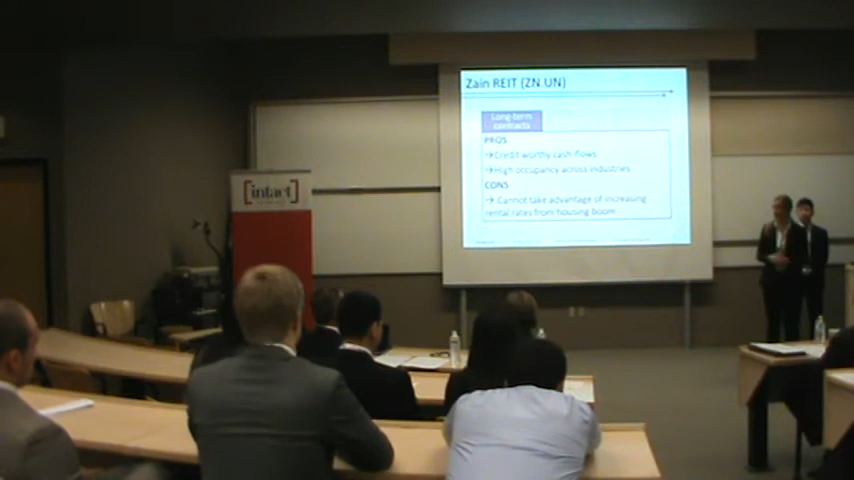 Zain REIT (ZN.UN)
Long-term
contracts
PROS
→Credit worthy cash-flows
→High occupancy across industries
CONS
→ Cannot take advantage of increasing
rental rates from housing boom
[intact]